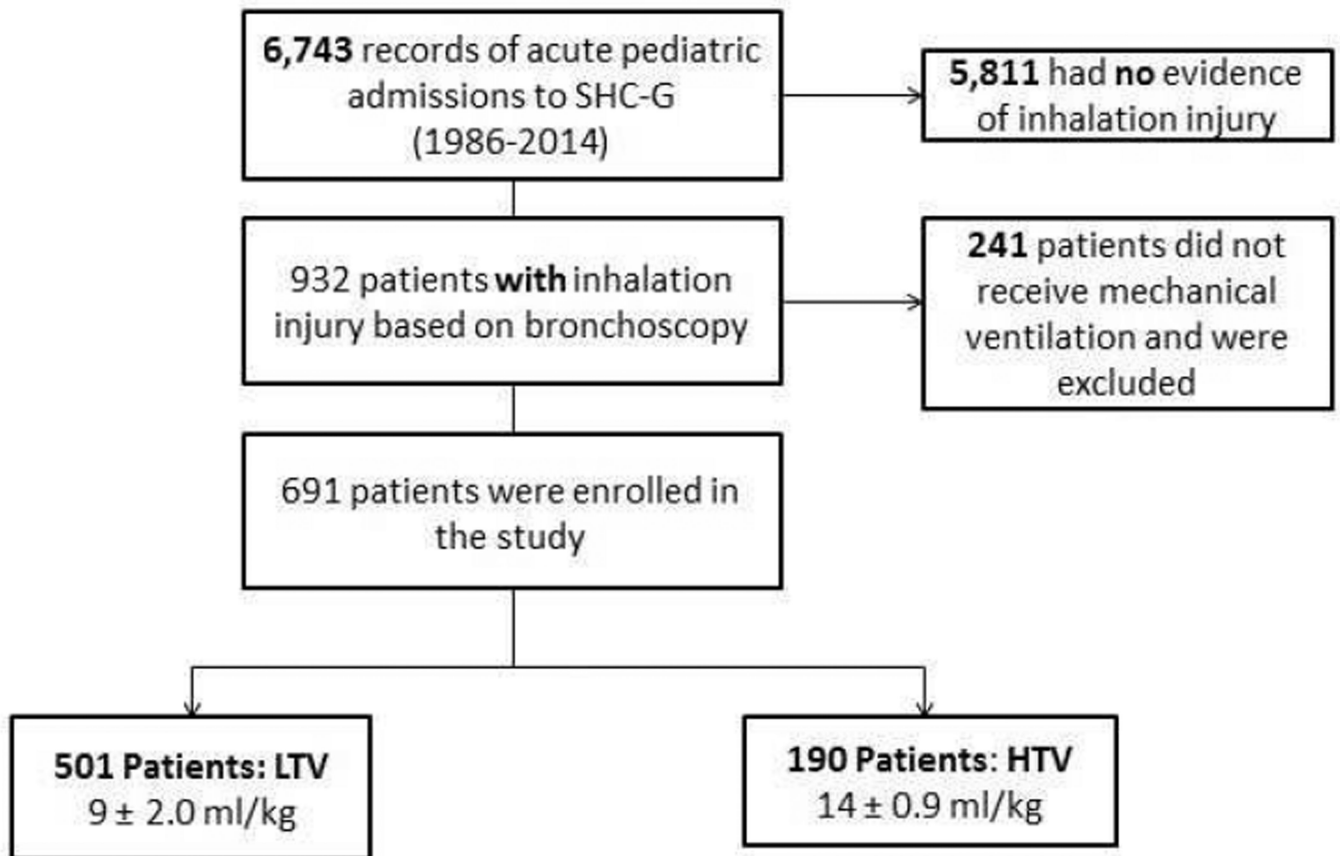 6,743 records of acute pediatric
admissions to SHC-G
(1986-2014)
5,811 had no evidence
of inhalation injury
932 patients with inhalation
injury based on bronchoscopy
241 patients did not
receive mechanical
ventilation and were
excluded
691 patients were enrolled in
the study
501 Patients: LTV
9 ± 2.0 ml/kg
190 Patients: HTV
14 ± 0.9 ml/kg